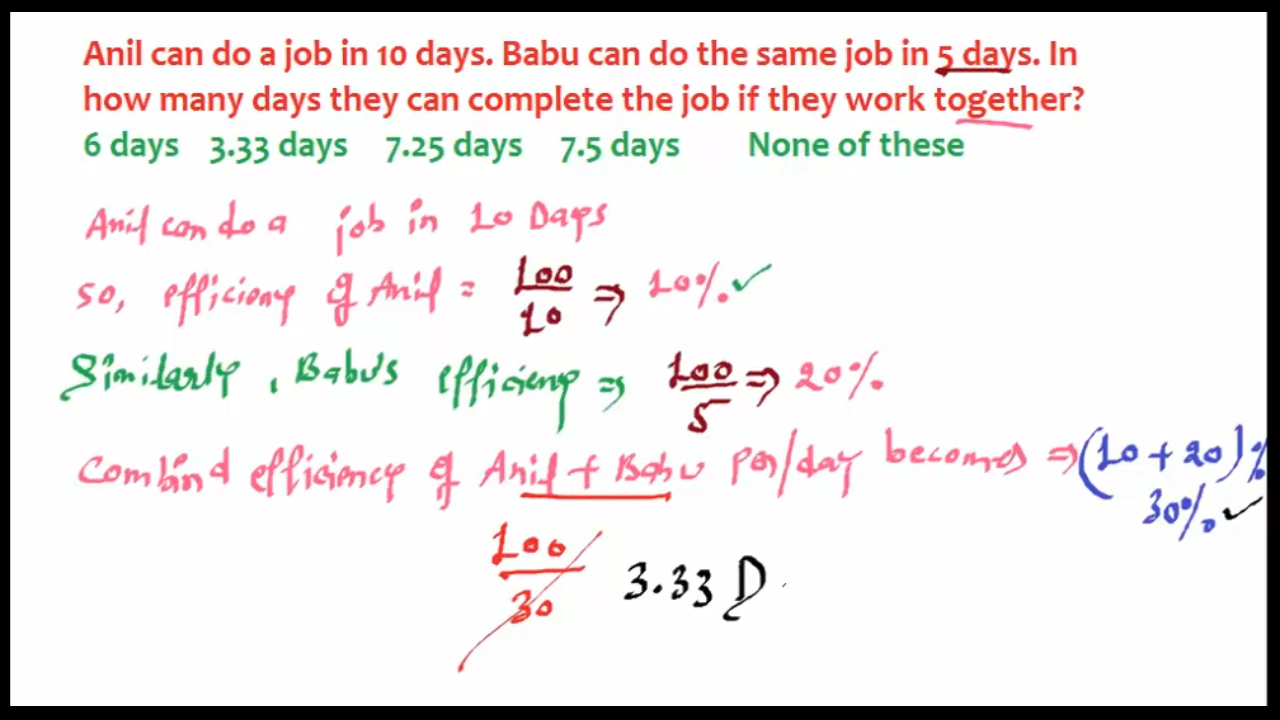 Anil can do a job in 10 days. Babu can do the same job in 5 days. In
how many days they can complete the job if they work together?
6 days 3.33 days 7.25 days 7.5 days None of these
Anil can do a job in 10 Days
so, efficieny of Anil = 100/10 ⇒ 10%. ✓
Similarly, Babu's efficieny ⇒ 100/5 ⇒ 20%.
Combind efficiency of Anil + Babu per/day becomes ⇒ (10 + 20)%
30%. ✓
100/30 3.33 D